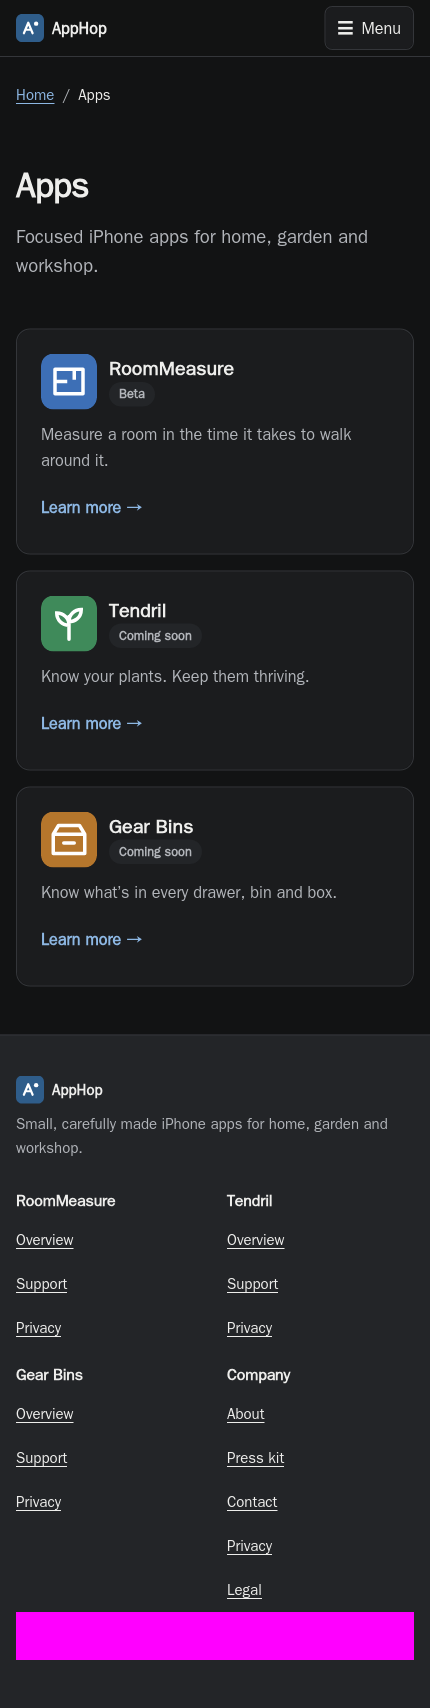 AppHop
☰ Menu
Home / Apps
Apps
Focused iPhone apps for home, garden and
workshop.
RoomMeasure
Beta
Measure a room in the time it takes to walk
around it.
Learn more →
Tendril
Coming soon
Know your plants. Keep them thriving.
Learn more →
Gear Bins
Coming soon
Know what's in every drawer, bin and box.
Learn more →
AppHop
Small, carefully made iPhone apps for home, garden and
workshop.
RoomMeasure
Overview
Support
Privacy
Tendril
Overview
Support
Privacy
Gear Bins
Overview
Support
Privacy
Company
About
Press kit
Contact
Privacy
Legal